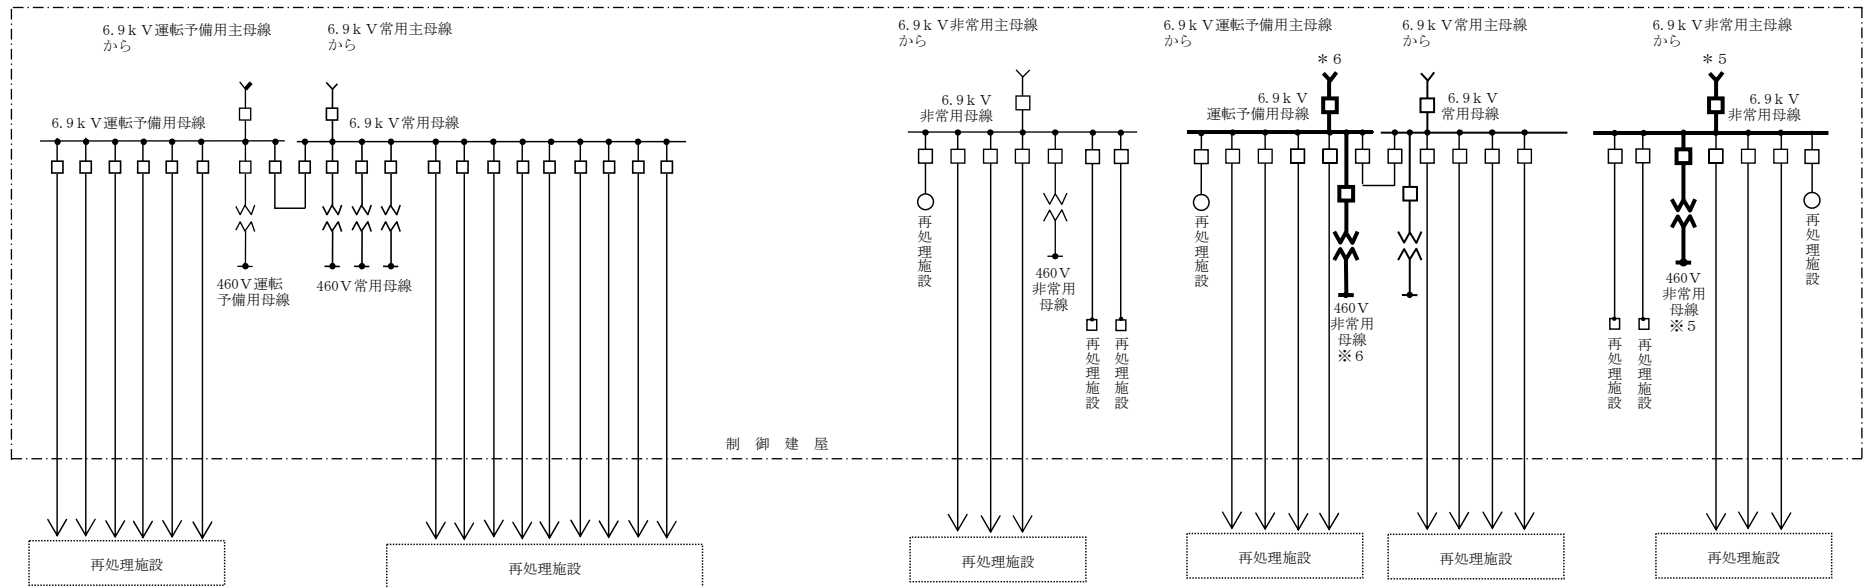 6.9kV運転予備用主母線
から
6.9kV常用主母線
から
6.9kV運転予備用母線
6.9kV常用母線
460V運転
予備用母線
460V常用母線
6.9kV非常用主母線
から
6.9kV
非常用母線
再処理施設
460V
非常用
母線
再処理施設
再処理施設
6.9kV運転予備用主母線
から
*6
6.9kV
運転予備用母線
再処理施設
460V
非常用
母線
※6
6.9kV常用主母線
から
6.9kV
常用母線
6.9kV非常用主母線
から
*5
6.9kV
非常用母線
再処理施設
再処理施設
460V
非常用
母線
※5
再処理施設
制御建屋
再処理施設
再処理施設
再処理施設
再処理施設
再処理施設
再処理施設